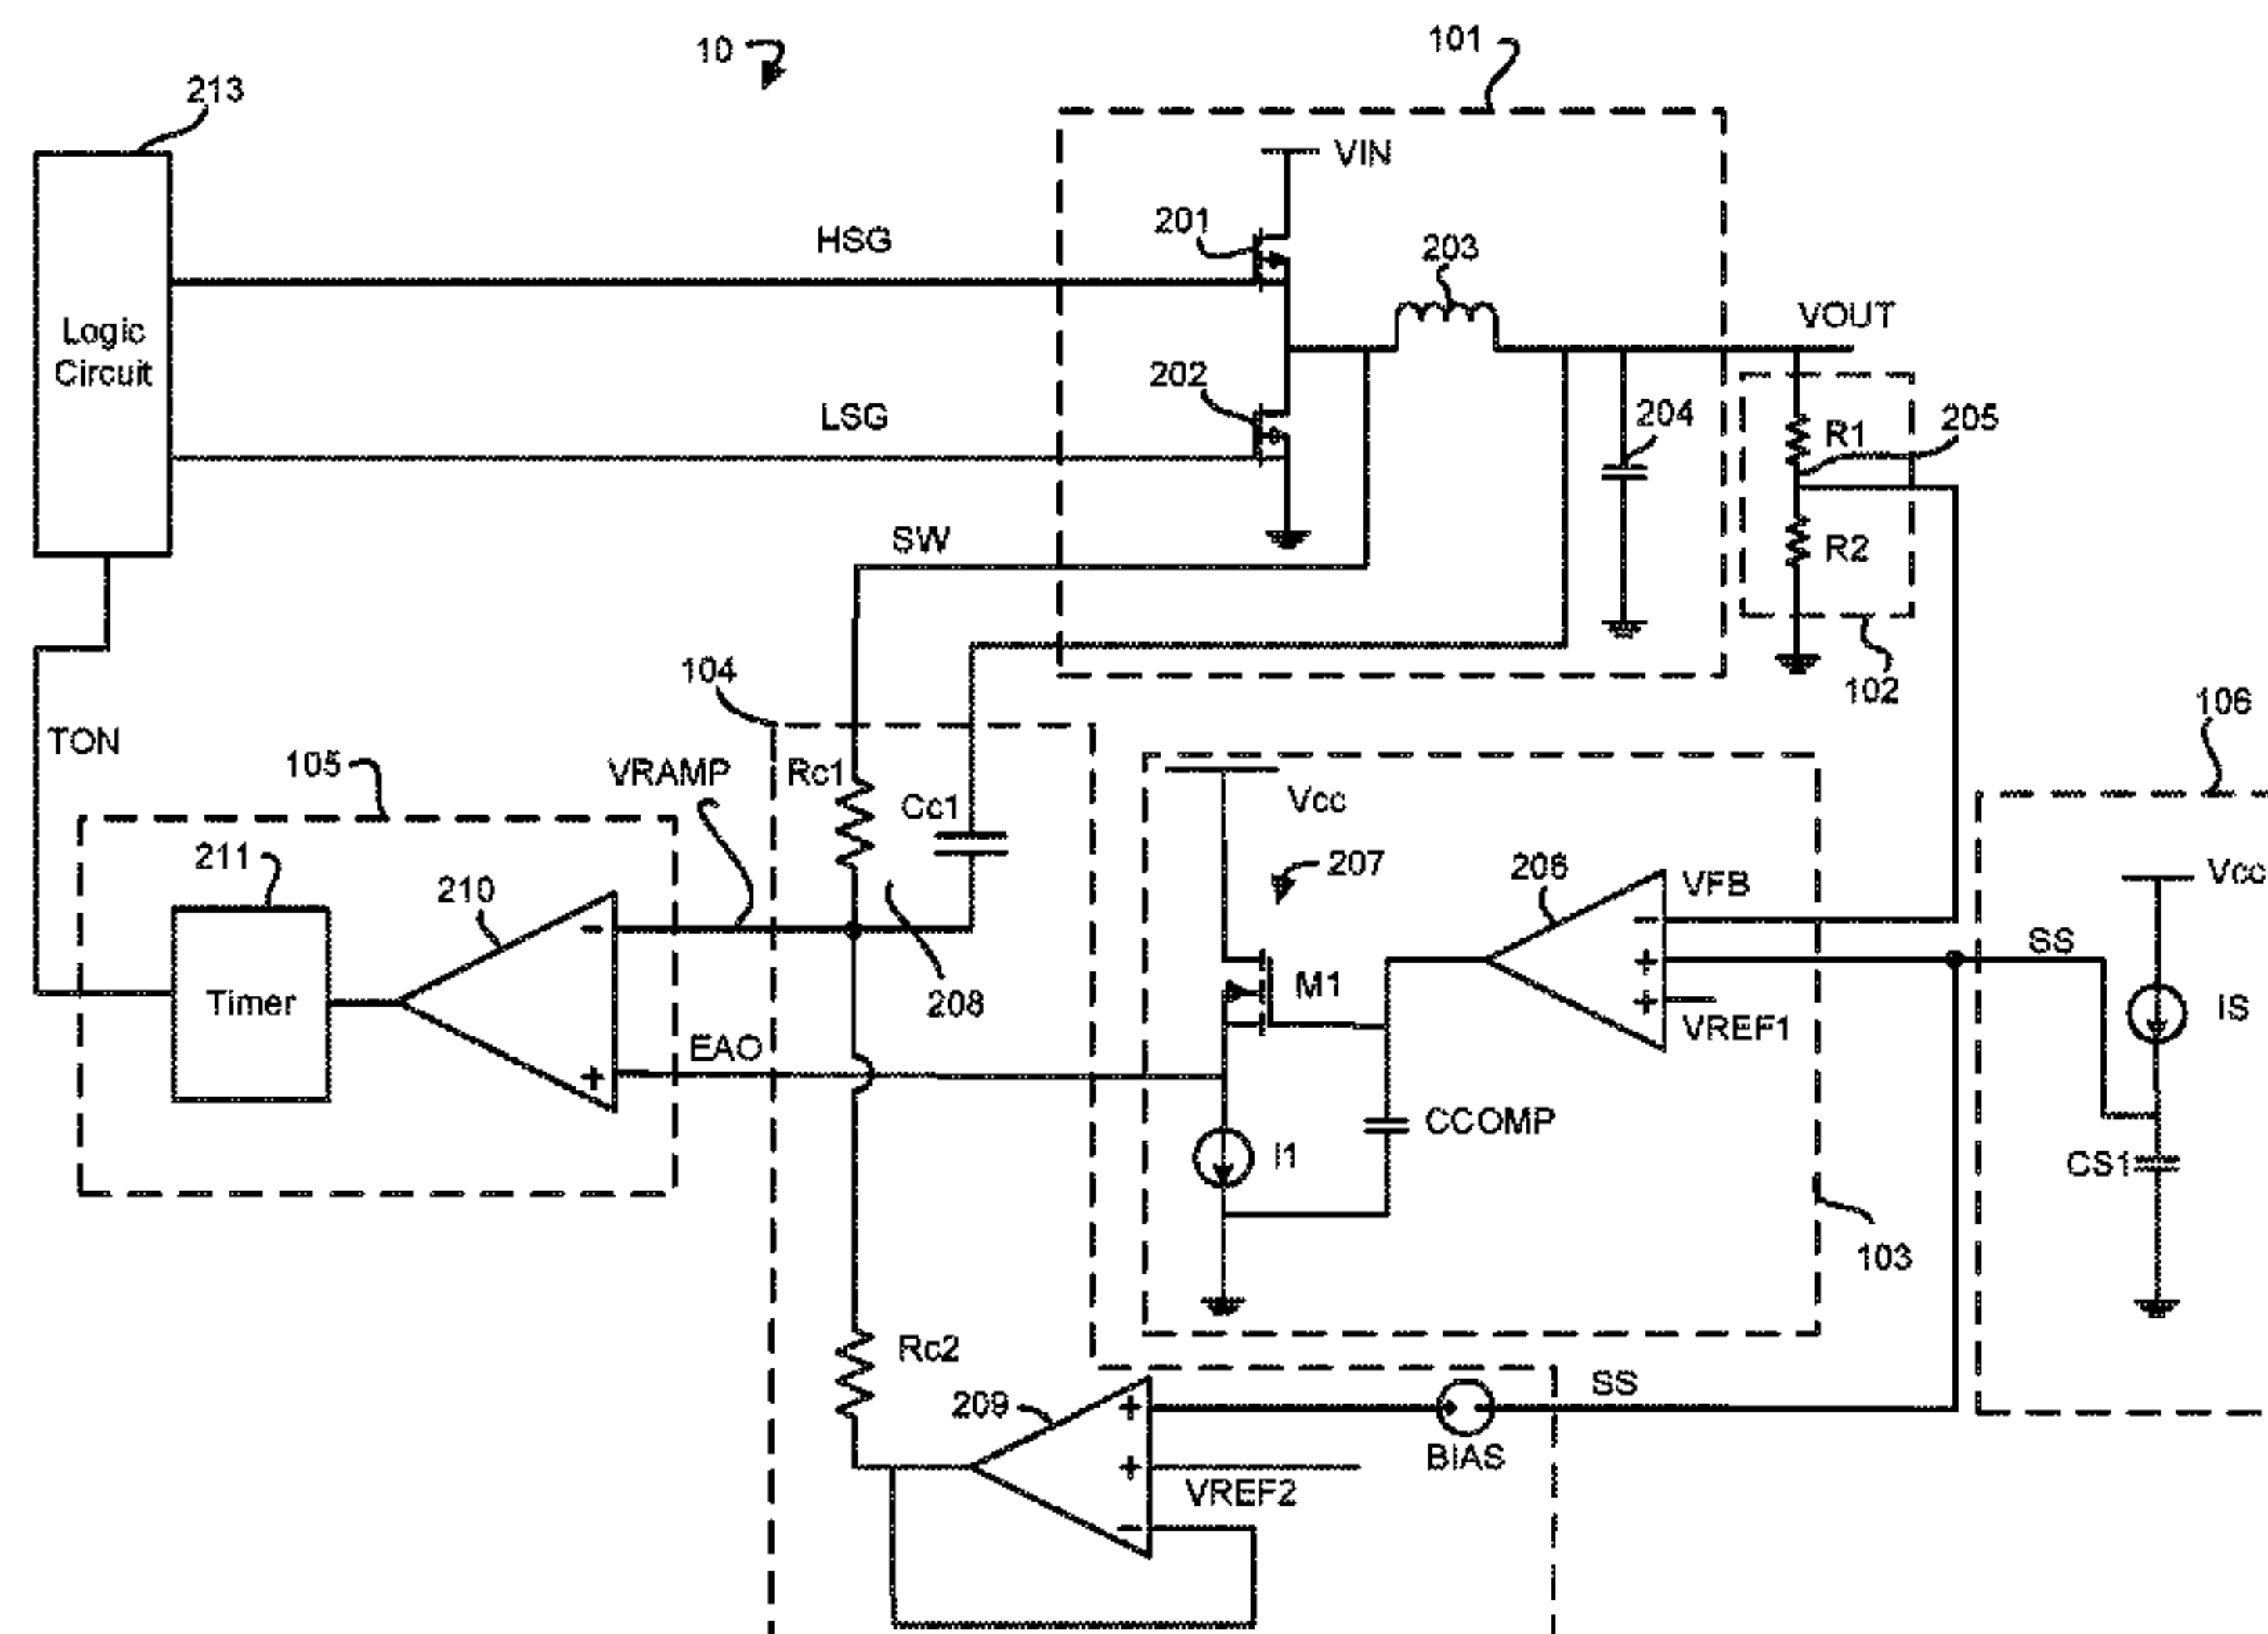 10
101
213
VIN
201
HSG
203
VOUT
Logic
Circuit
202
LSG
204
R1
205
SW
R2
104
102
106
TON
105
VRAMP
Rc1
Vcc
Cc1
211
207
206
VFB
Vcc
210
SS
M1
Timer
208
VREF1
IS
EAO
CCOMP
I1
CS1
103
Rc2
SS
209
BIAS
VREF2